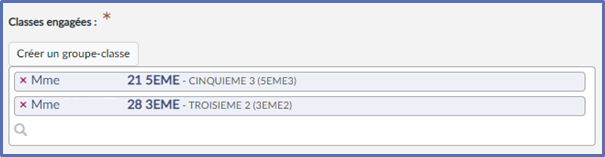 Classes engagées : *
Créer un groupe-classe
× Mme 21 5EME - CINQUIEME 3 (5EME3)
× Mme 28 3EME - TROISIEME 2 (3EME2)